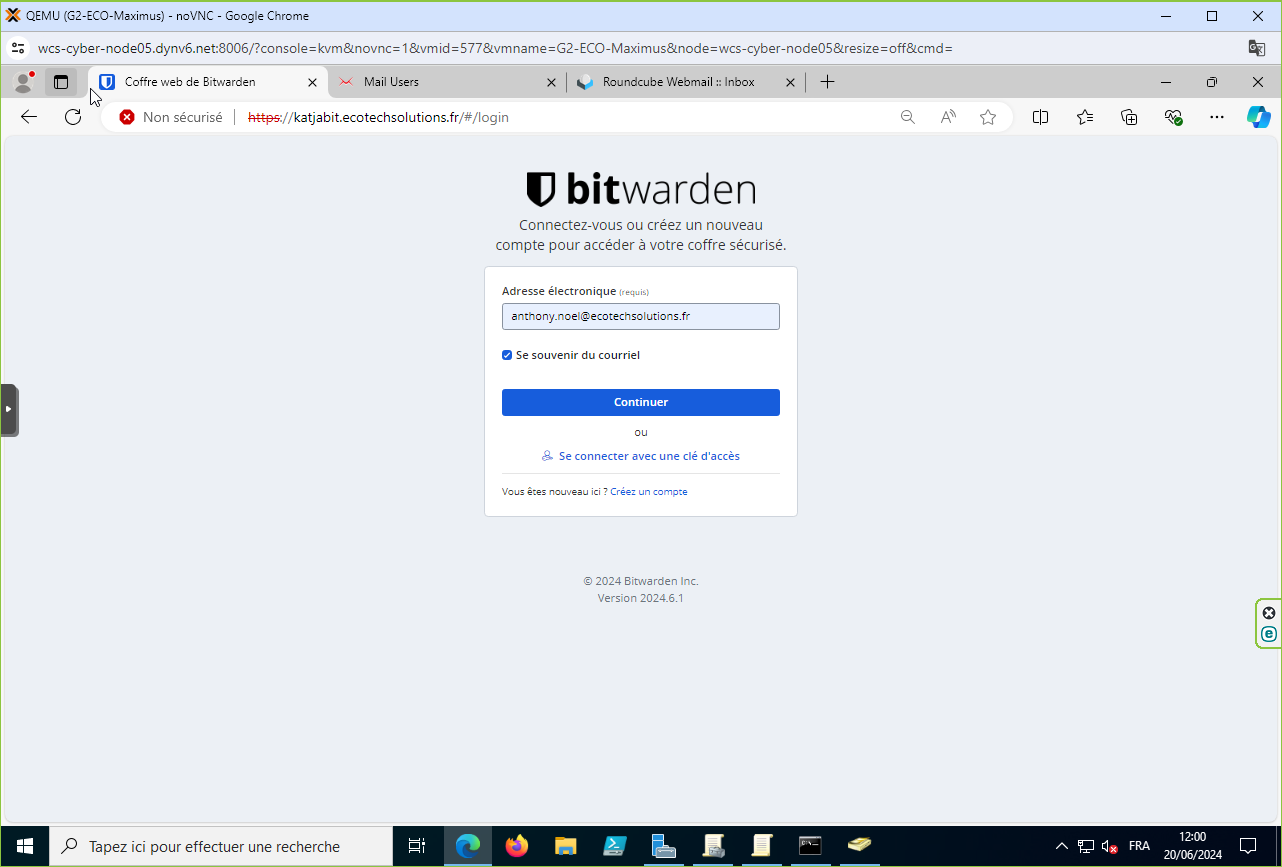 QEMU (G2-ECO-Maximus) - noVNC - Google Chrome
wcs-cyber-node05.dynv6.net:8006/?console=kvm&novnc=1&vmid=577&vmname=G2-ECO-Maximus&node=wcs-cyber-node05&resize=off&cmd=
Coffre web de Bitwarden
Mail Users
Roundcube Webmail :: Inbox
Non sécurisé
https://katjabit.ecotechsolutions.fr/#/login
bitwarden
Connectez-vous ou créez un nouveau
compte pour accéder à votre coffre sécurisé.
Adresse électronique (requis)
anthony.noel@ecotechsolutions.fr
Se souvenir du courriel
Continuer
ou
Se connecter avec une clé d'accès
Vous êtes nouveau ici ? Créez un compte
© 2024 Bitwarden Inc.
Version 2024.6.1
Tapez ici pour effectuer une recherche
FRA
12:00
20/06/2024